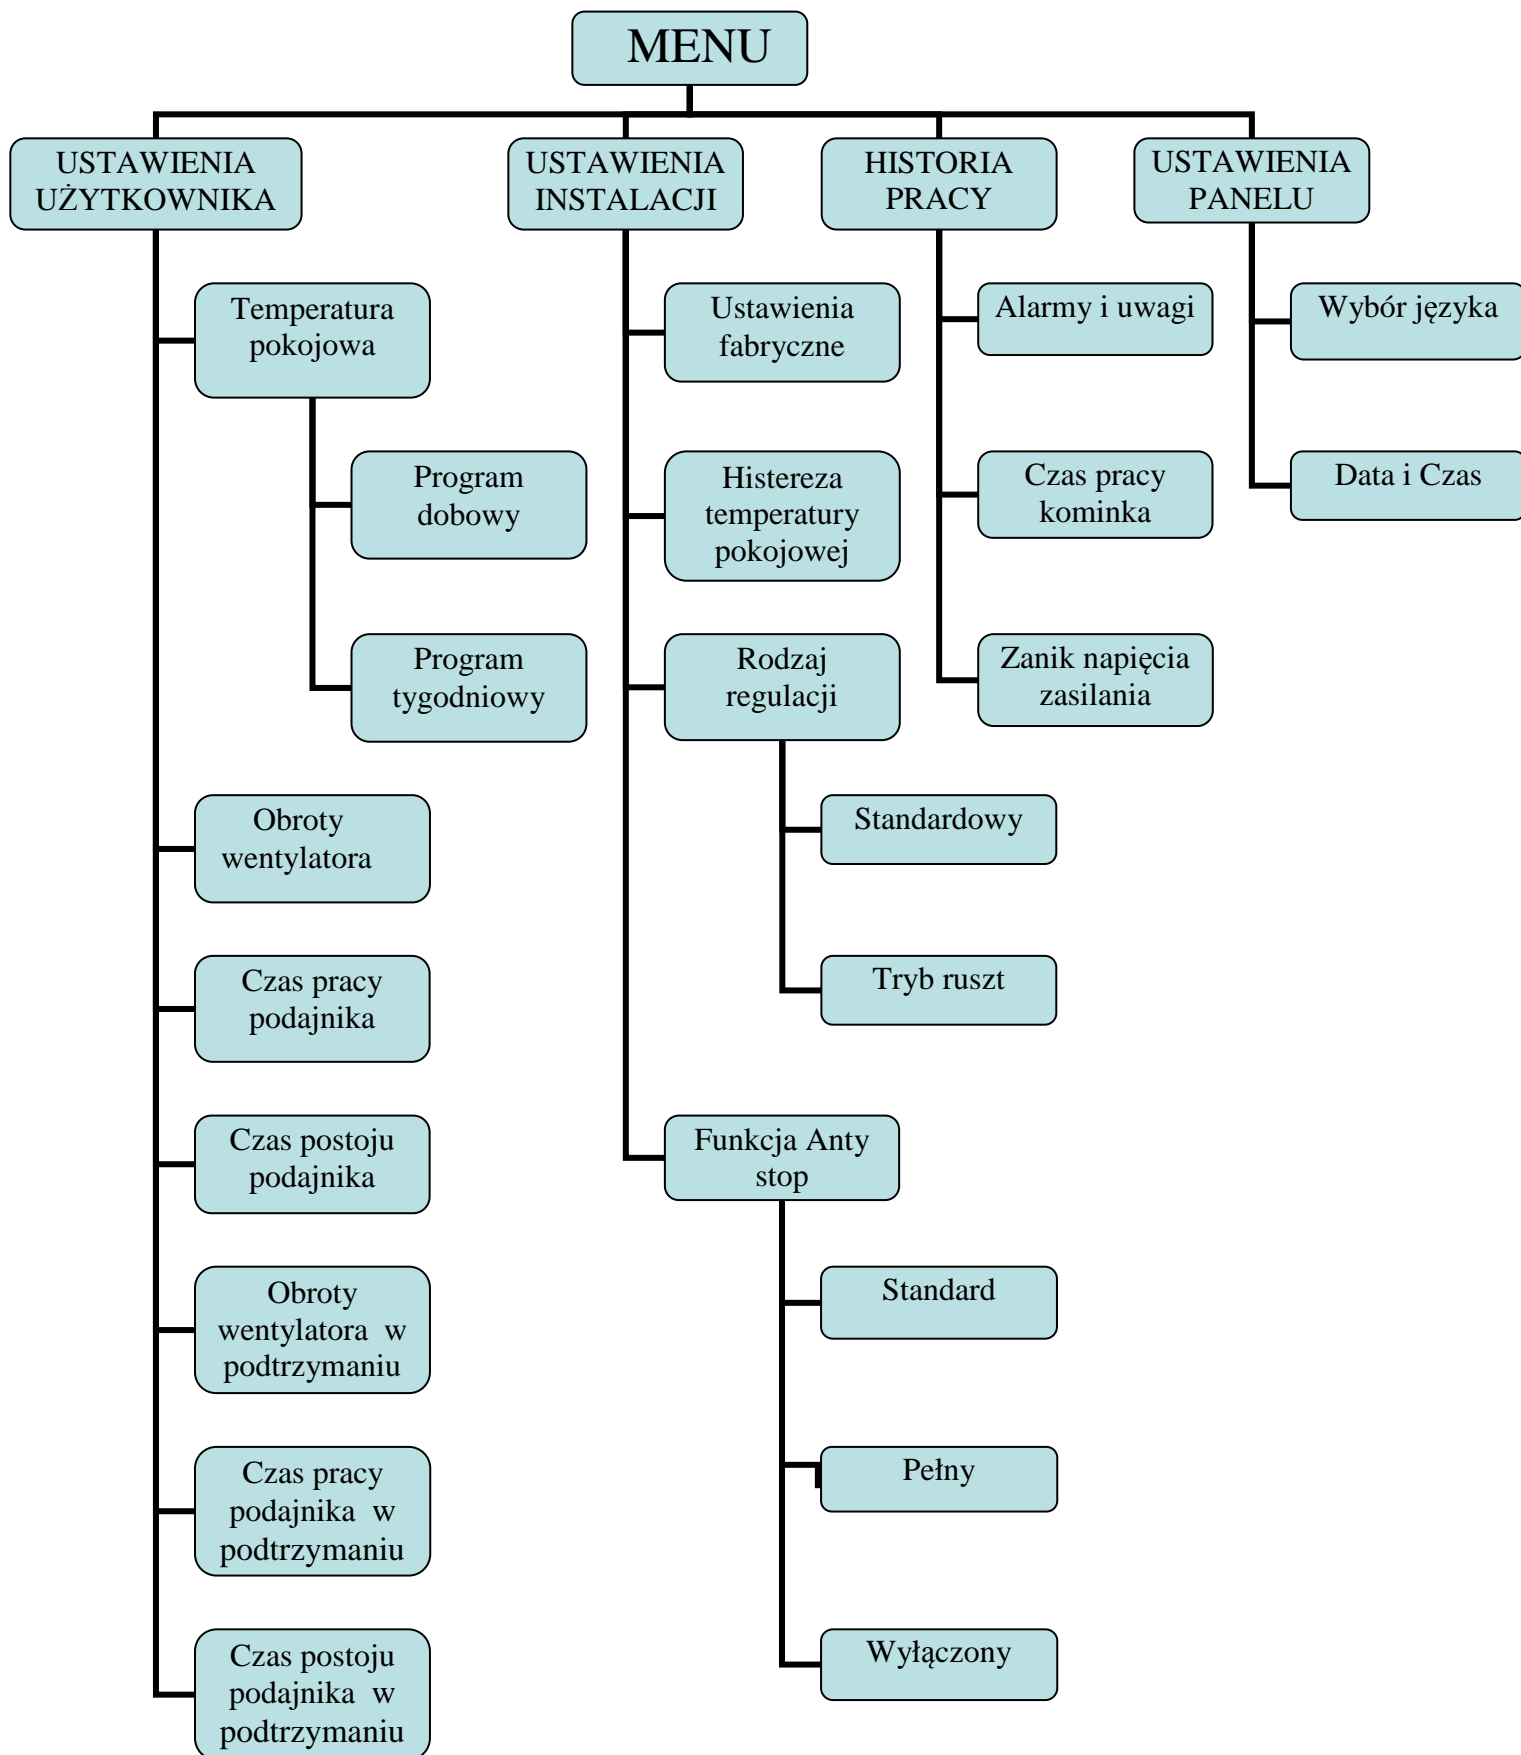 MENU
USTAWIENIA
UŻYTKOWNIKA
Temperatura
pokojowa
Program
dobowy
Program
tygodniowy
Obroty
wentylatora
Czas pracy
podajnika
Czas postoju
podajnika
Obroty
wentylatora w
podtrzymaniu
Czas pracy
podajnika w
podtrzymaniu
Czas postoju
podajnika w
podtrzymaniu
USTAWIENIA
INSTALACJI
Ustawienia
fabryczne
Histereza
temperatury
pokojowej
Rodzaj
regulacji
Standardowy
Tryb ruszt
Funkcja Anty
stop
Standard
Pełny
Wyłączony
HISTORIA
PRACY
Alarmy i uwagi
Czas pracy
kominka
Zanik napięcia
zasilania
USTAWIENIA
PANELU
Wybór języka
Data i Czas